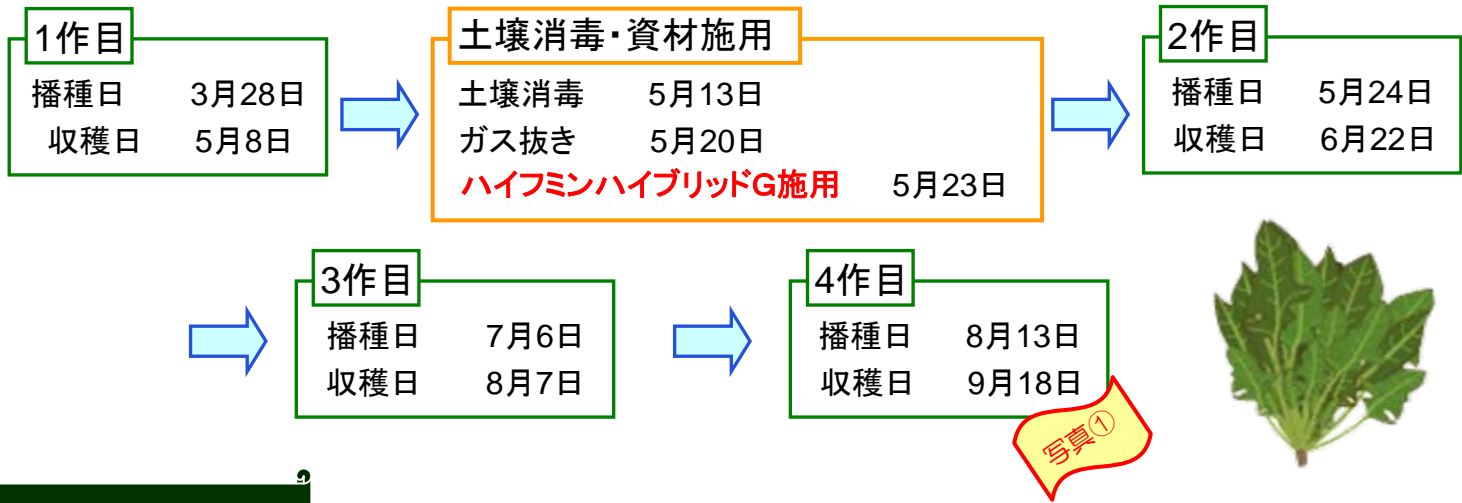 1作目
播種日 3月28日
収穫日 5月8日
土壌消毒・資材施用
土壌消毒 5月13日
ガス抜き 5月20日
ハイフミンハイブリッドG施用 5月23日
2作目
播種日 5月24日
収穫日 6月22日
3作目
播種日 7月6日
収穫日 8月7日
4作目
播種日 8月13日
収穫日 9月18日
写真①